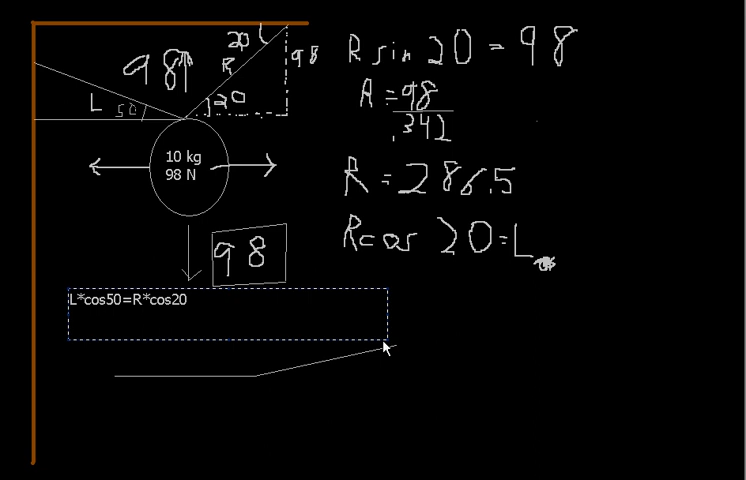 20
98↑
R
98
R sin 20 = 98
L
50
20
A = 98
.342
10 kg
98 N
R = 286.5
Rcos 20 = L
98
L*cos50=R*cos20